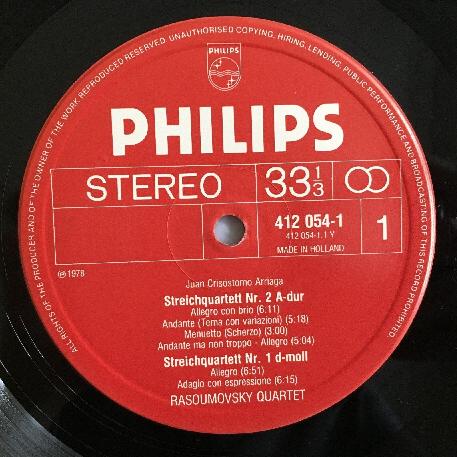 ALL RIGHTS OF THE PRODUCER AND OF THE OWNER OF THE WORK REPRODUCED RESERVED. UNAUTHORISED COPYING, HIRING, LENDING, PUBLIC PERFORMANCE AND BROADCASTING OF THIS RECORD PROHIBITED.
PHILIPS
PHILIPS
STEREO
33 1/3
412 054-1
412 054-1.1 Y
MADE IN HOLLAND
1
℗ 1978
Juan Crisostomo Arriaga
Streichquartett Nr. 2 A-dur
Allegro con brio (6:11)
Andante (Tema con variazioni) (5:18)
Menuetto (Scherzo) (3:00)
Andante ma non troppo - Allegro (5:04)
Streichquartett Nr. 1 d-moll
Allegro (6:51)
Adagio con espressione (6:15)
RASOUMOVSKY QUARTET